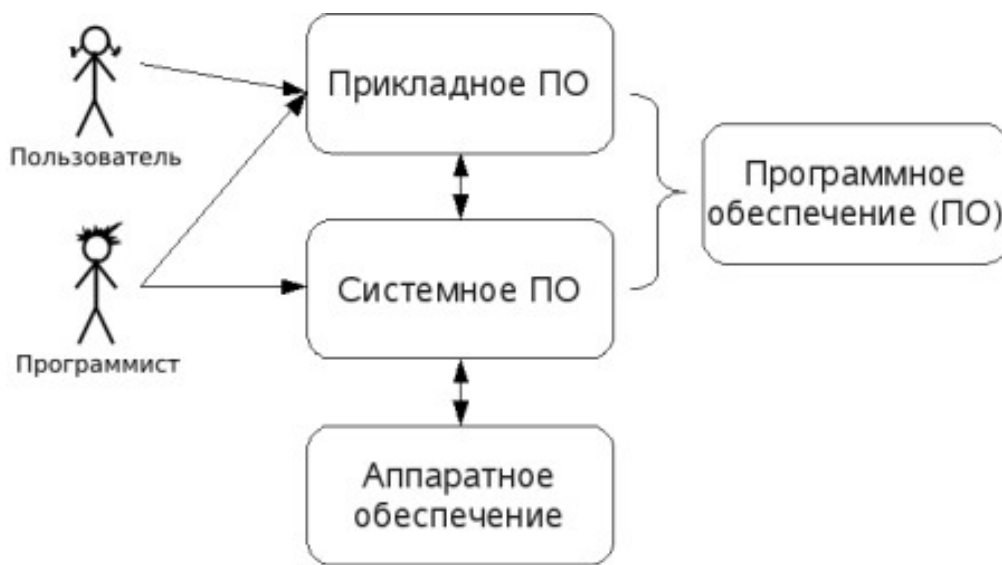 Прикладное ПО
Пользователь
Программное
обеспечение (ПО)
Системное ПО
Программист
Аппаратное
обеспечение